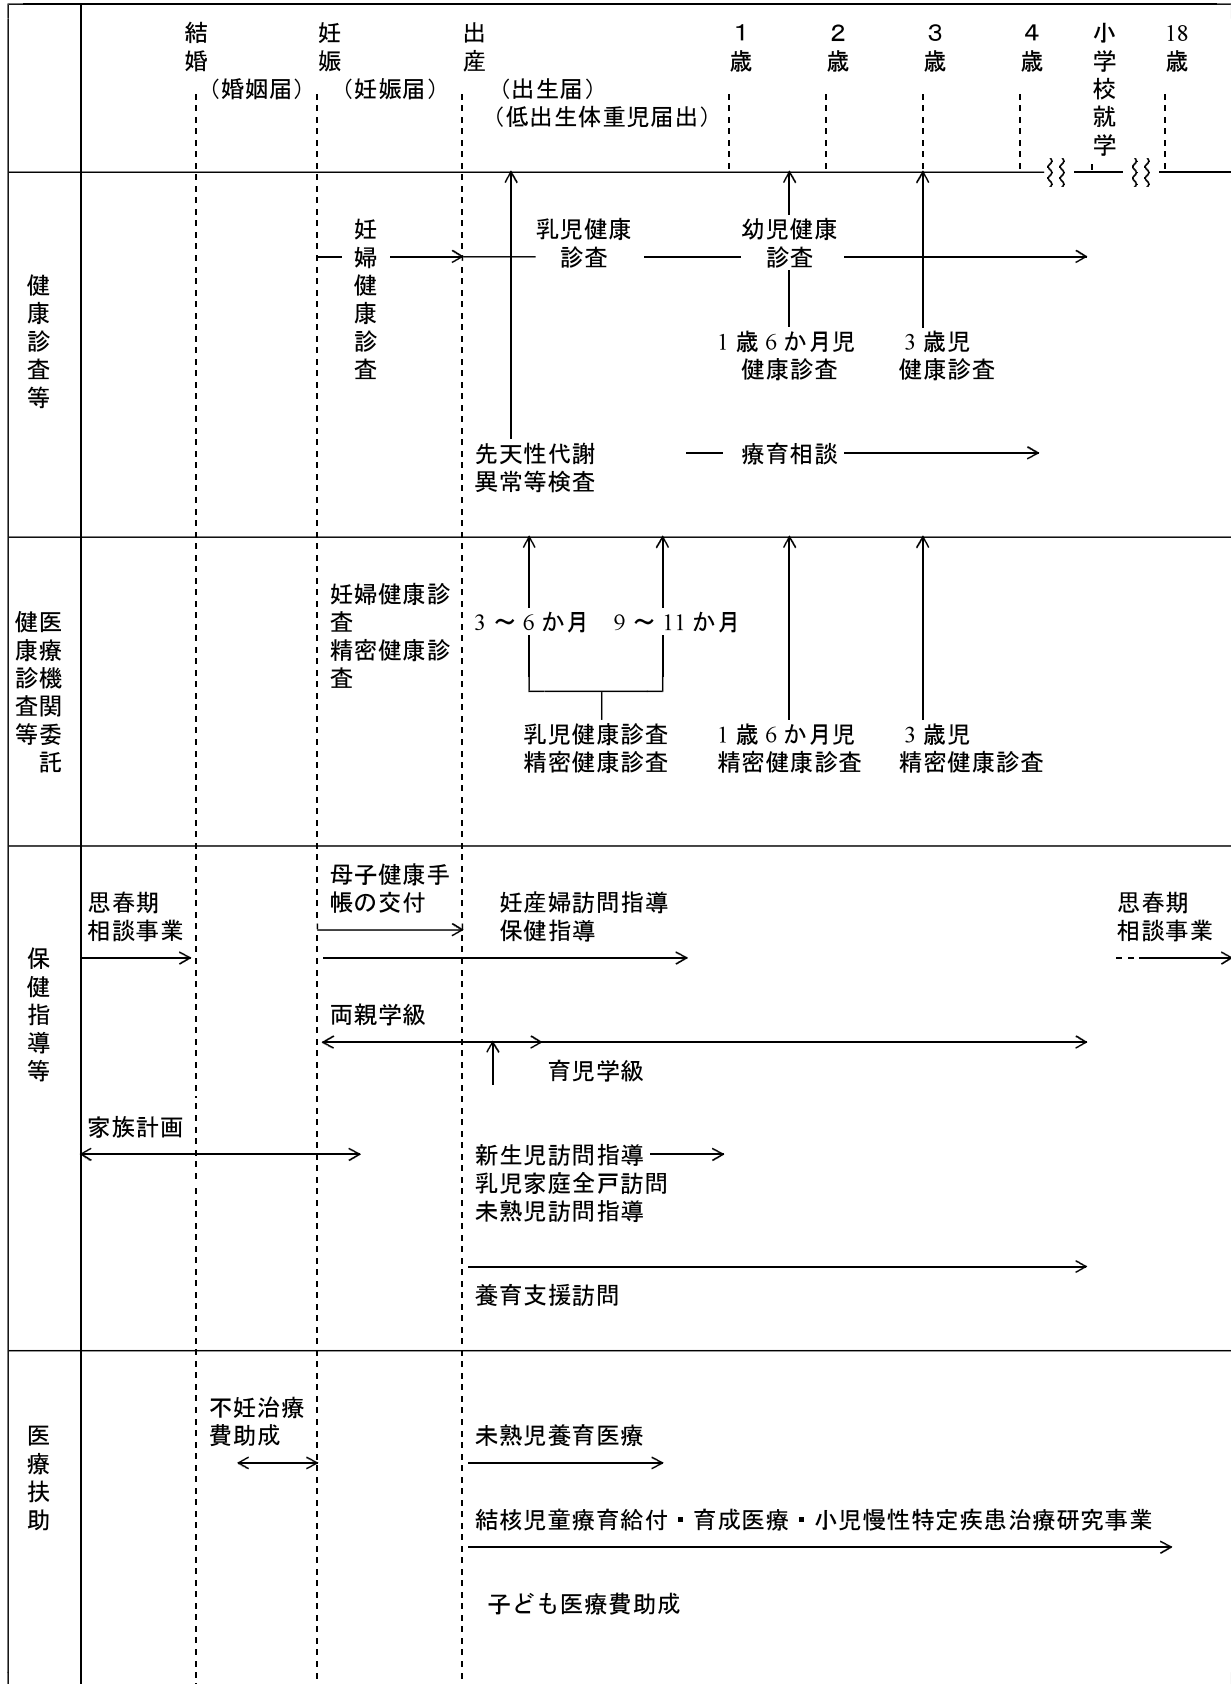 結婚
(婚姻届)
妊娠
(妊娠届)
出産
(出生届)
(低出生体重児届出)
1歳
2歳
3歳
4歳
小学校就学
18歳
健康診査等
妊婦健康診査
乳児健康
診査
幼児健康
診査
1歳6か月児
健康診査
3歳児
健康診査
先天性代謝
異常等検査
療育相談
医療機関委託
健康診査等
妊婦健康診
査
精密健康診
査
3～6か月
9～11か月
乳児健康診査
精密健康診査
1歳6か月児
精密健康診査
3歳児
精密健康診査
保健指導等
思春期
相談事業
母子健康手
帳の交付
妊産婦訪問指導
保健指導
思春期
相談事業
両親学級
育児学級
家族計画
新生児訪問指導
乳児家庭全戸訪問
未熟児訪問指導
養育支援訪問
医療扶助
不妊治療
費助成
未熟児養育医療
結核児童療育給付・育成医療・小児慢性特定疾患治療研究事業
子ども医療費助成